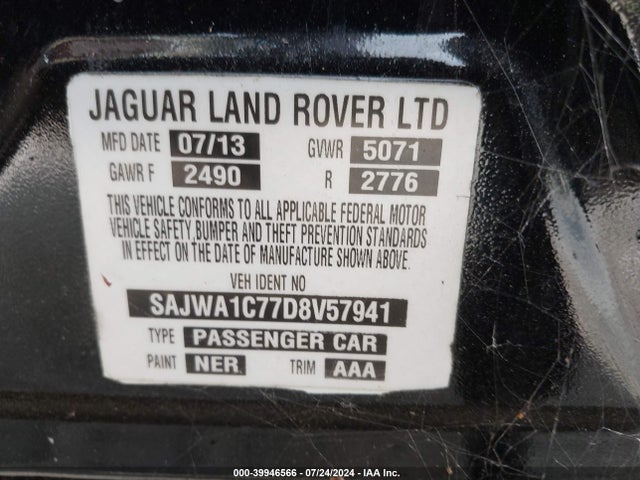 JAGUAR LAND ROVER LTD
MFD DATE 07/13 GVWR 5071
GAWR F 2490 R 2776
THIS VEHICLE CONFORMS TO ALL APPLICABLE FEDERAL MOTOR
VEHICLE SAFETY, BUMPER AND THEFT PREVENTION STANDARDS
IN EFFECT ON THE DATE OF MANUFACTURE SHOWN ABOVE.
VEH IDENT NO
SAJWA1C77D8V57941
TYPE PASSENGER CAR
PAINT NER TRIM AAA
000-39946566 - 07/24/2024 - IAA Inc.